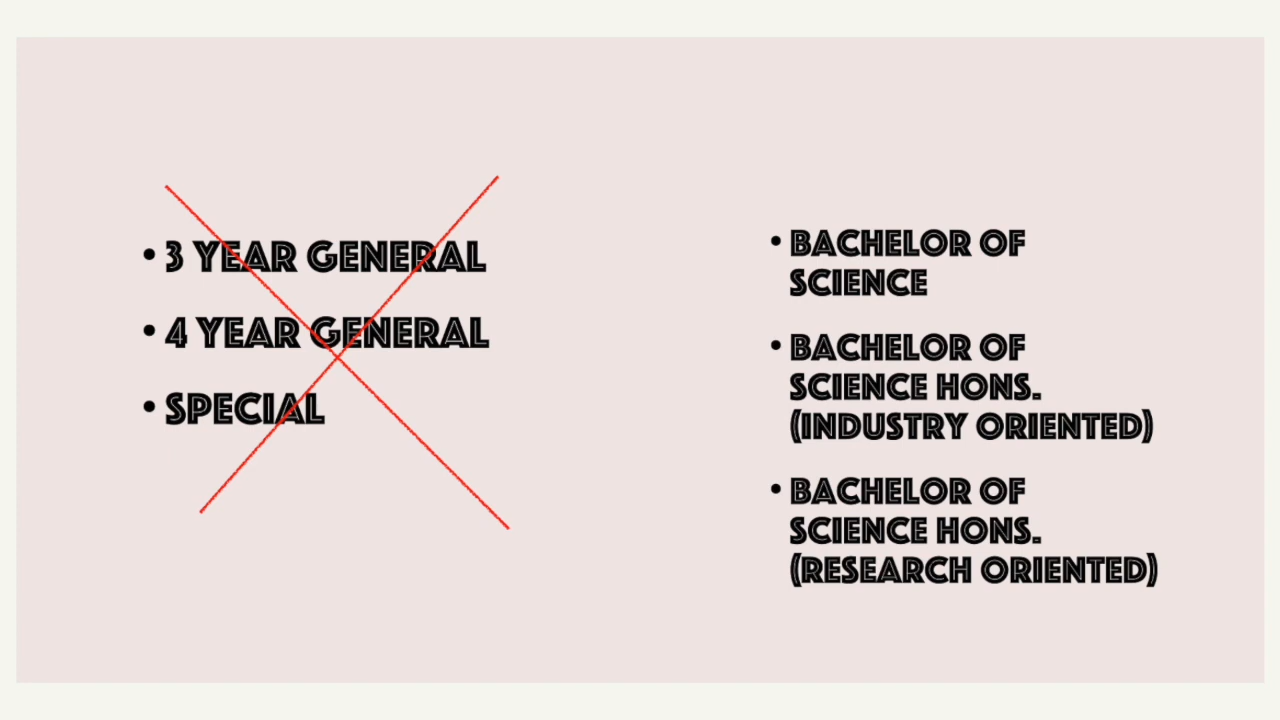 • 3 YEAR GENERAL
• 4 YEAR GENERAL
• SPECIAL
• BACHELOR OF
SCIENCE
• BACHELOR OF
SCIENCE HONS.
(INDUSTRY ORIENTED)
• BACHELOR OF
SCIENCE HONS.
(RESEARCH ORIENTED)